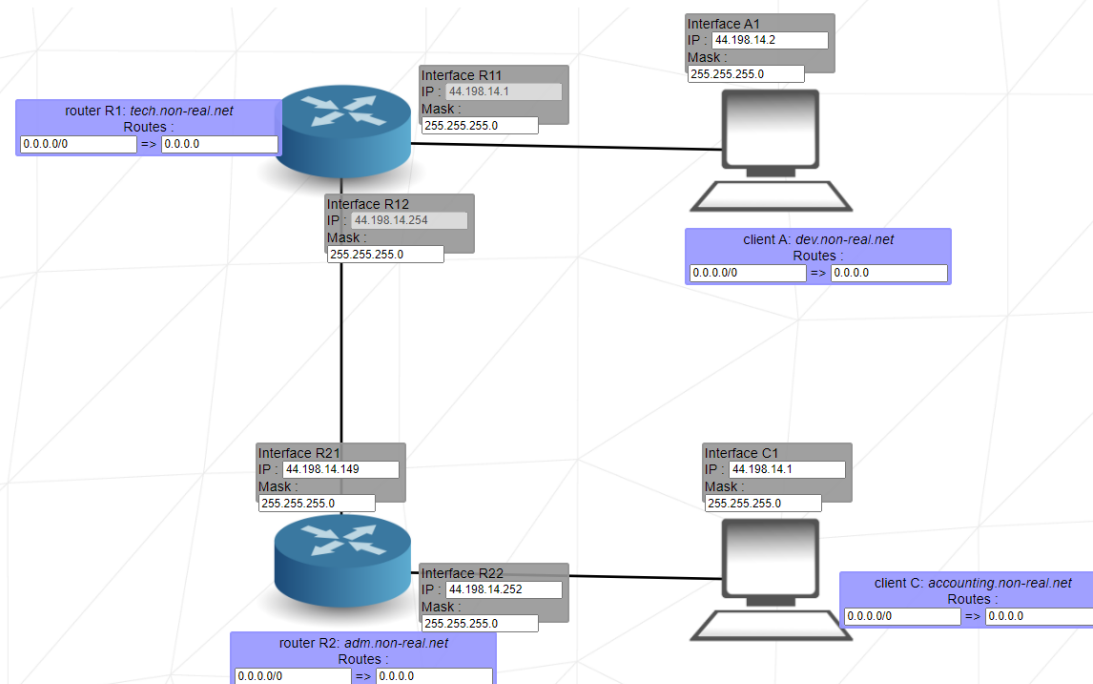 Interface A1
IP : 44.198.14.2
Mask :
255.255.255.0
Interface R11
IP : 44.198.14.1
Mask :
255.255.255.0
router R1: tech.non-real.net
Routes :
0.0.0.0/0 => 0.0.0.0
Interface R12
IP : 44.198.14.254
Mask :
255.255.255.0
client A: dev.non-real.net
Routes :
0.0.0.0/0 => 0.0.0.0
Interface R21
IP : 44.198.14.149
Mask :
255.255.255.0
Interface C1
IP : 44.198.14.1
Mask :
255.255.255.0
Interface R22
IP : 44.198.14.252
Mask :
255.255.255.0
client C: accounting.non-real.net
Routes :
0.0.0.0/0 => 0.0.0.0
router R2: adm.non-real.net
Routes :
0.0.0.0/0 => 0.0.0.0